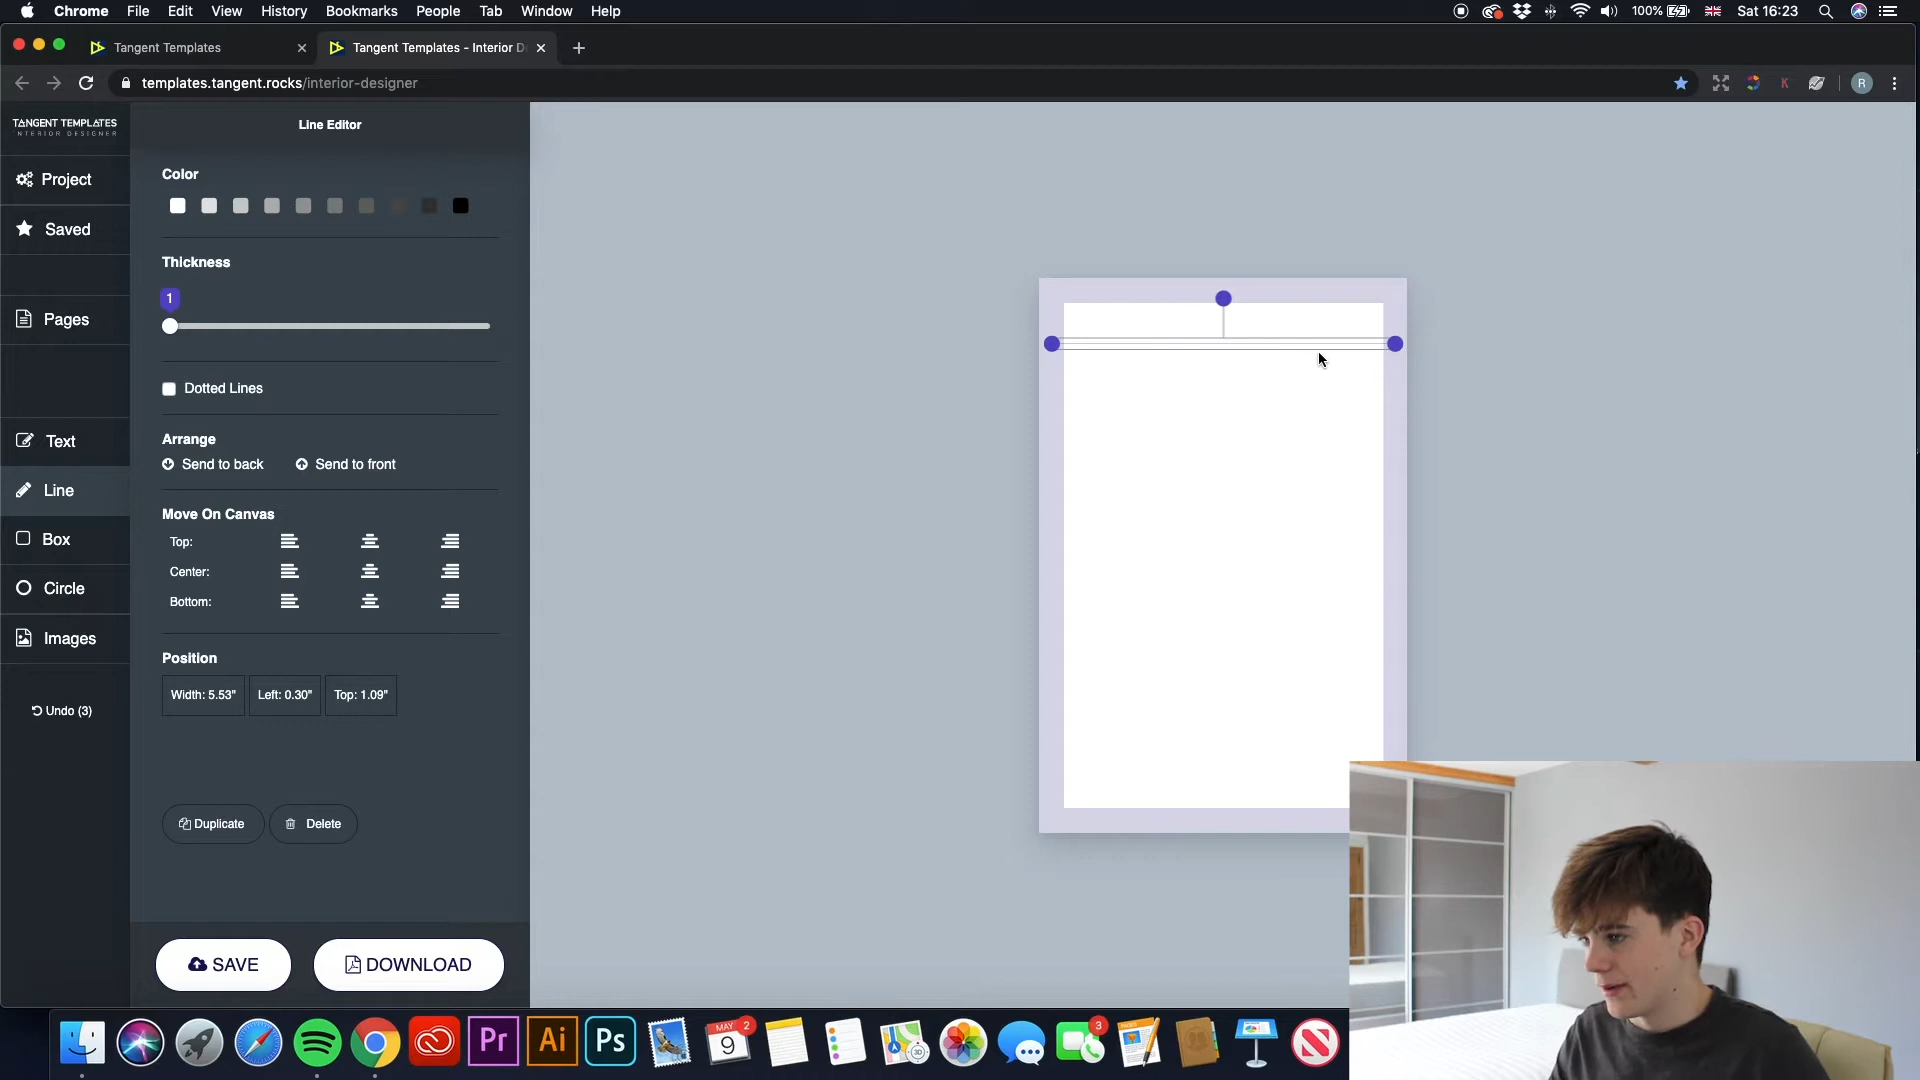 Chrome File Edit View History Bookmarks People Tab Window Help 100% Sat 16:23
Tangent Templates
Tangent Templates - Interior D
templates.tangent.rocks/interior-designer
K
R
TANGENT TEMPLATES
INTERIOR DESIGNER
Line Editor
Project
Saved
Pages
Text
Line
Box
Circle
Images
Undo (3)
Color
Thickness
1
Dotted Lines
Arrange
Send to back
Send to front
Move On Canvas
Top:
Center:
Bottom:
Position
Width: 5.53"
Left: 0.30"
Top: 1.09"
Duplicate
Delete
SAVE
DOWNLOAD
Pr
Ai
Ps
MAY
9
2
3D
3